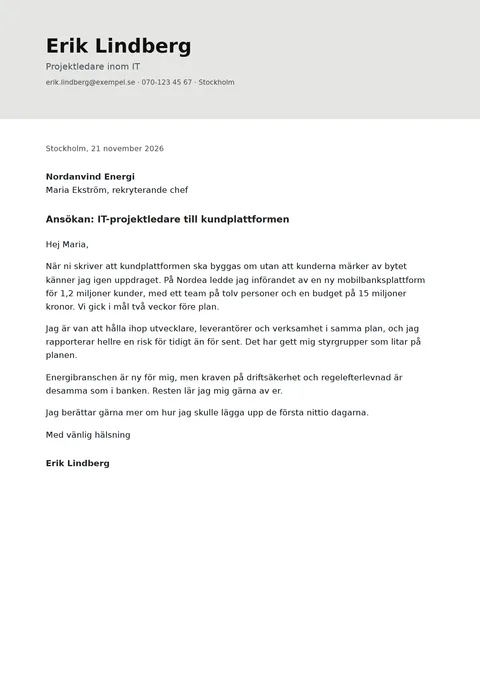 Erik Lindberg
Projektledare inom IT
erik.lindberg@exempel.se · 070-123 45 67 · Stockholm
Stockholm, 21 november 2026
Nordanvind Energi
Maria Ekström, rekryterande chef
Ansökan: IT-projektledare till kundplattformen
Hej Maria,
När ni skriver att kundplattformen ska byggas om utan att kunderna märker av bytet
känner jag igen uppdraget. På Nordea ledde jag införandet av en ny mobilbanksplattform
för 1,2 miljoner kunder, med ett team på tolv personer och en budget på 15 miljoner
kronor. Vi gick i mål två veckor före plan.
Jag är van att hålla ihop utvecklare, leverantörer och verksamhet i samma plan, och jag
rapporterar hellre en risk för tidigt än för sent. Det har gett mig styrgrupper som litar på
planen.
Energibranschen är ny för mig, men kraven på driftsäkerhet och regelefterlevnad är
desamma som i banken. Resten lär jag mig gärna av er.
Jag berättar gärna mer om hur jag skulle lägga upp de första nittio dagarna.
Med vänlig hälsning
Erik Lindberg